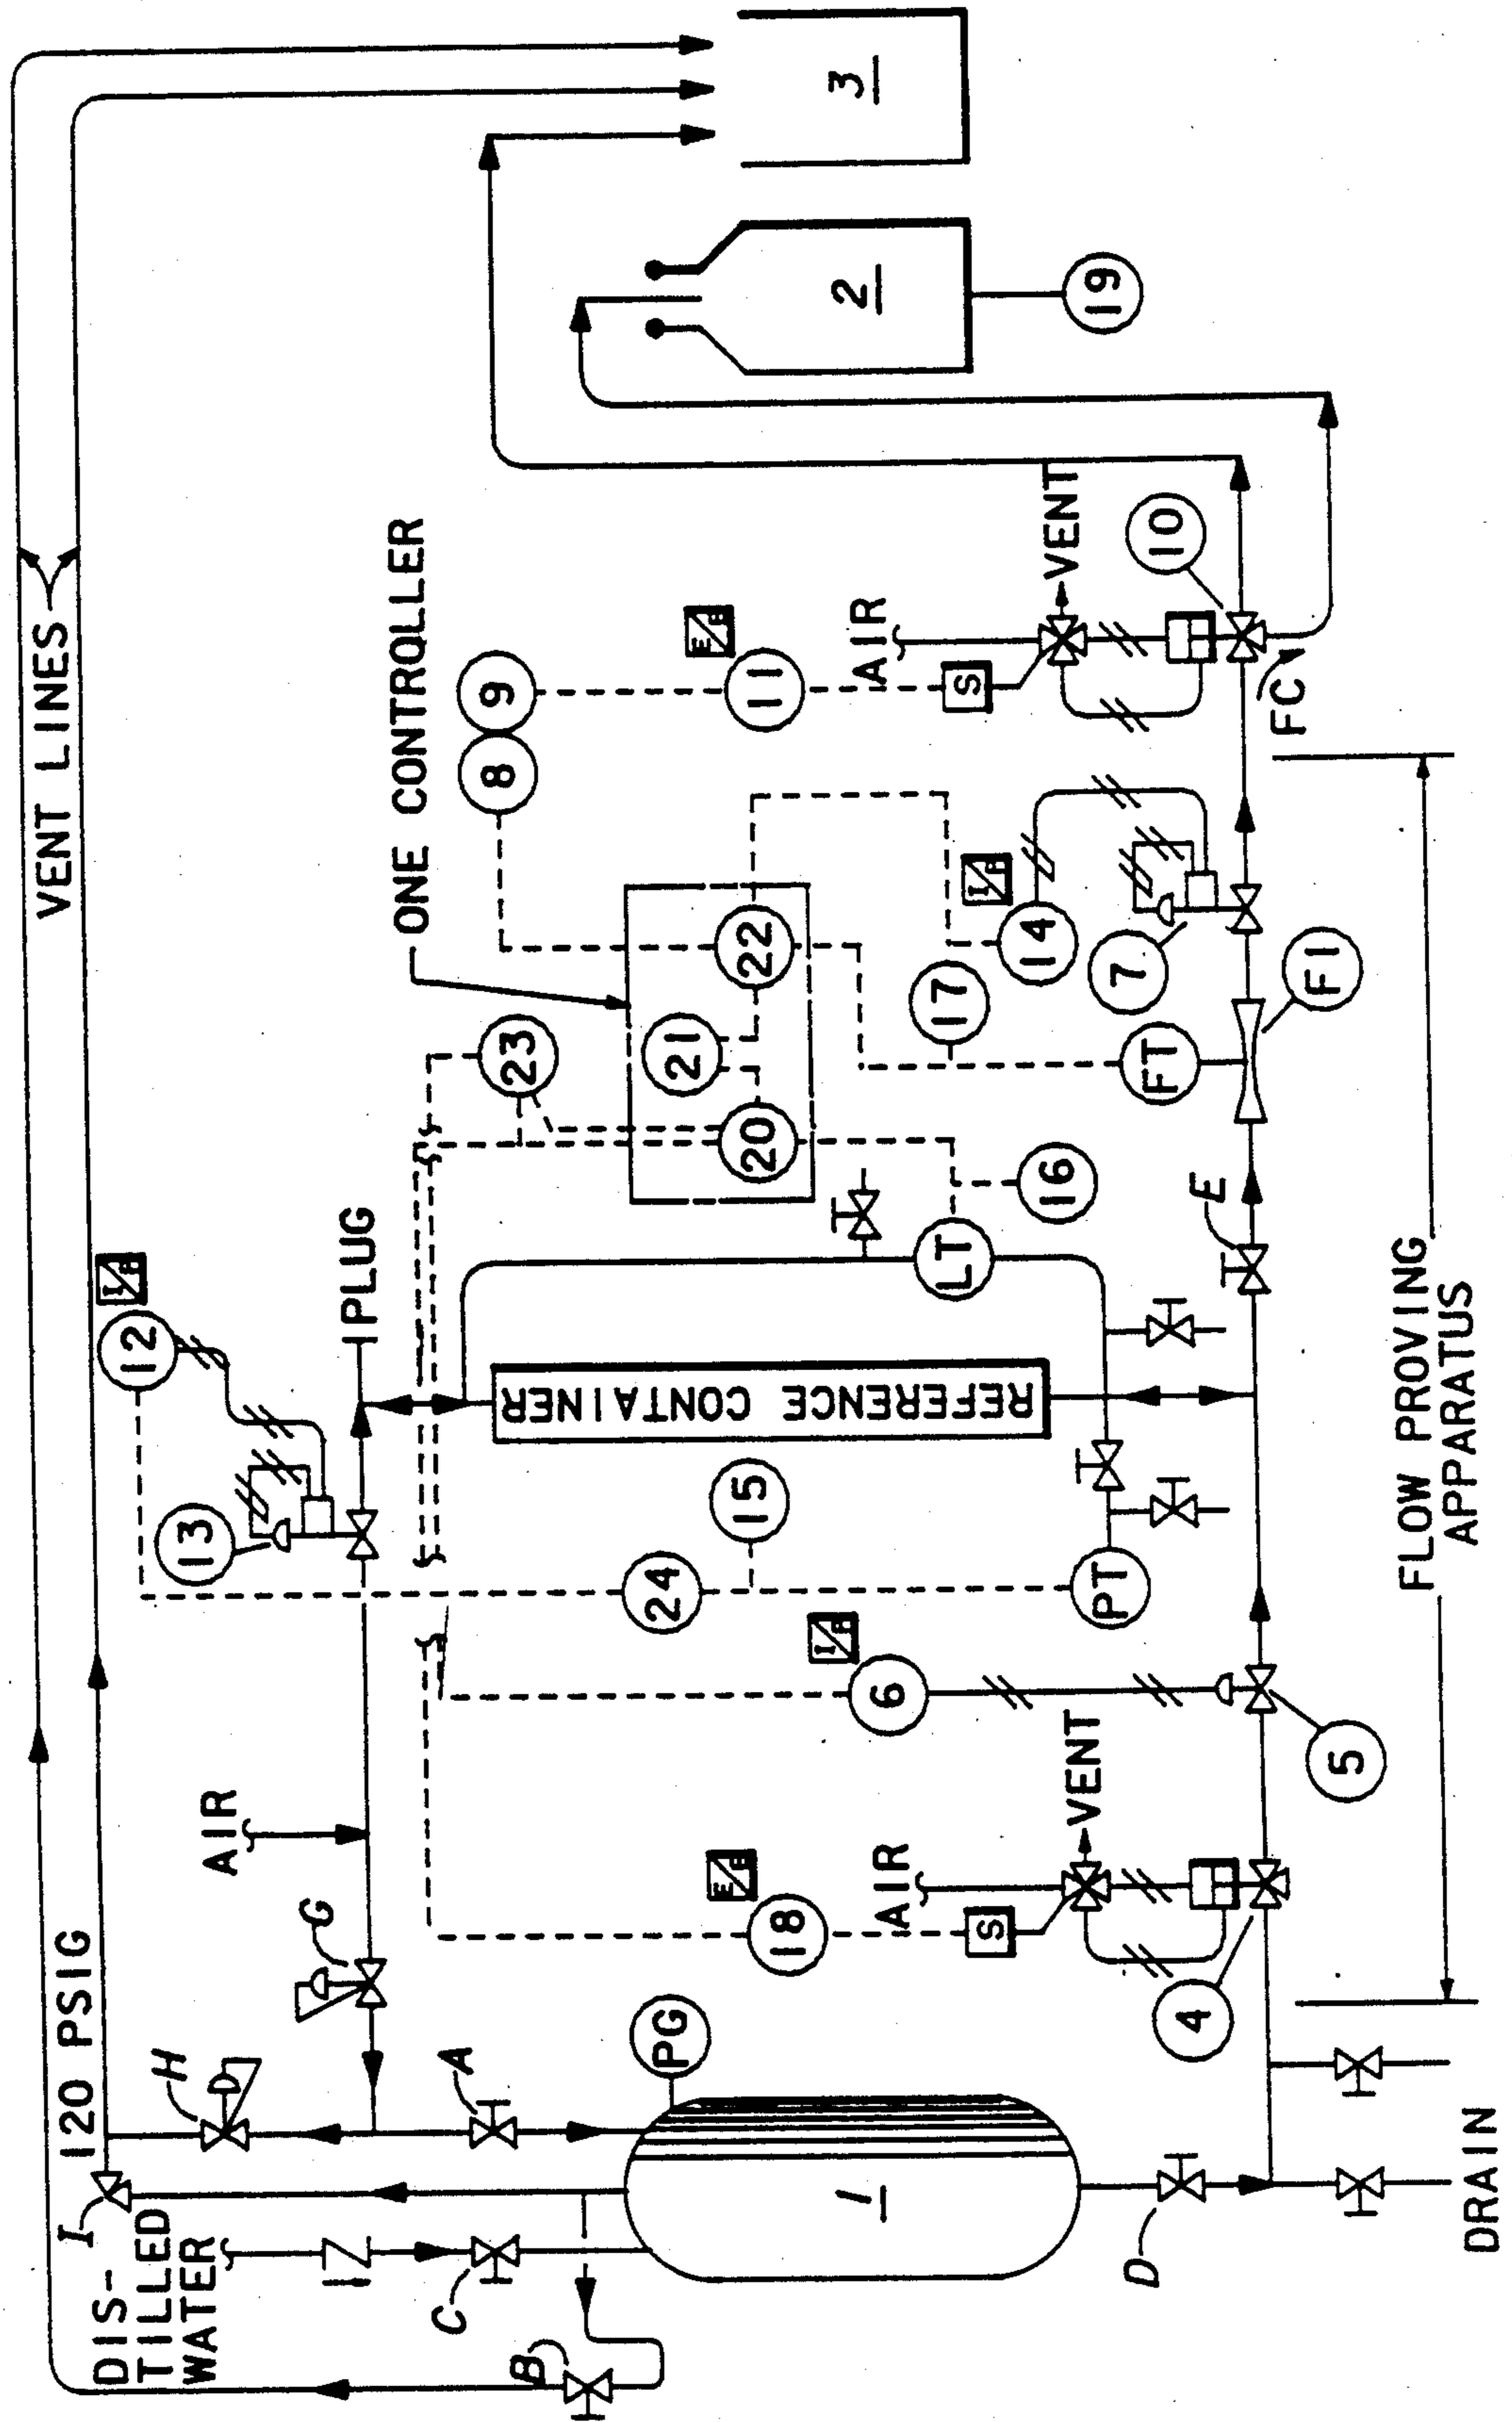 VENT LINES
3
2
19
ONE CONTROLLER
9
8
E/P
11
AIR
S
VENT
10
FC
22
21
20
23
I/P
14
17
7
FT
F1
16
LT
E
PLUG
I/P
12
13
REFERENCE CONTAINER
15
24
PT
I/P
6
5
FLOW PROVING
APPARATUS
AIR
G
E/P
18
AIR
S
VENT
4
120 PSIG
H
A
PG
I
DIS-
TILLED
WATER
C
B
1
D
DRAIN